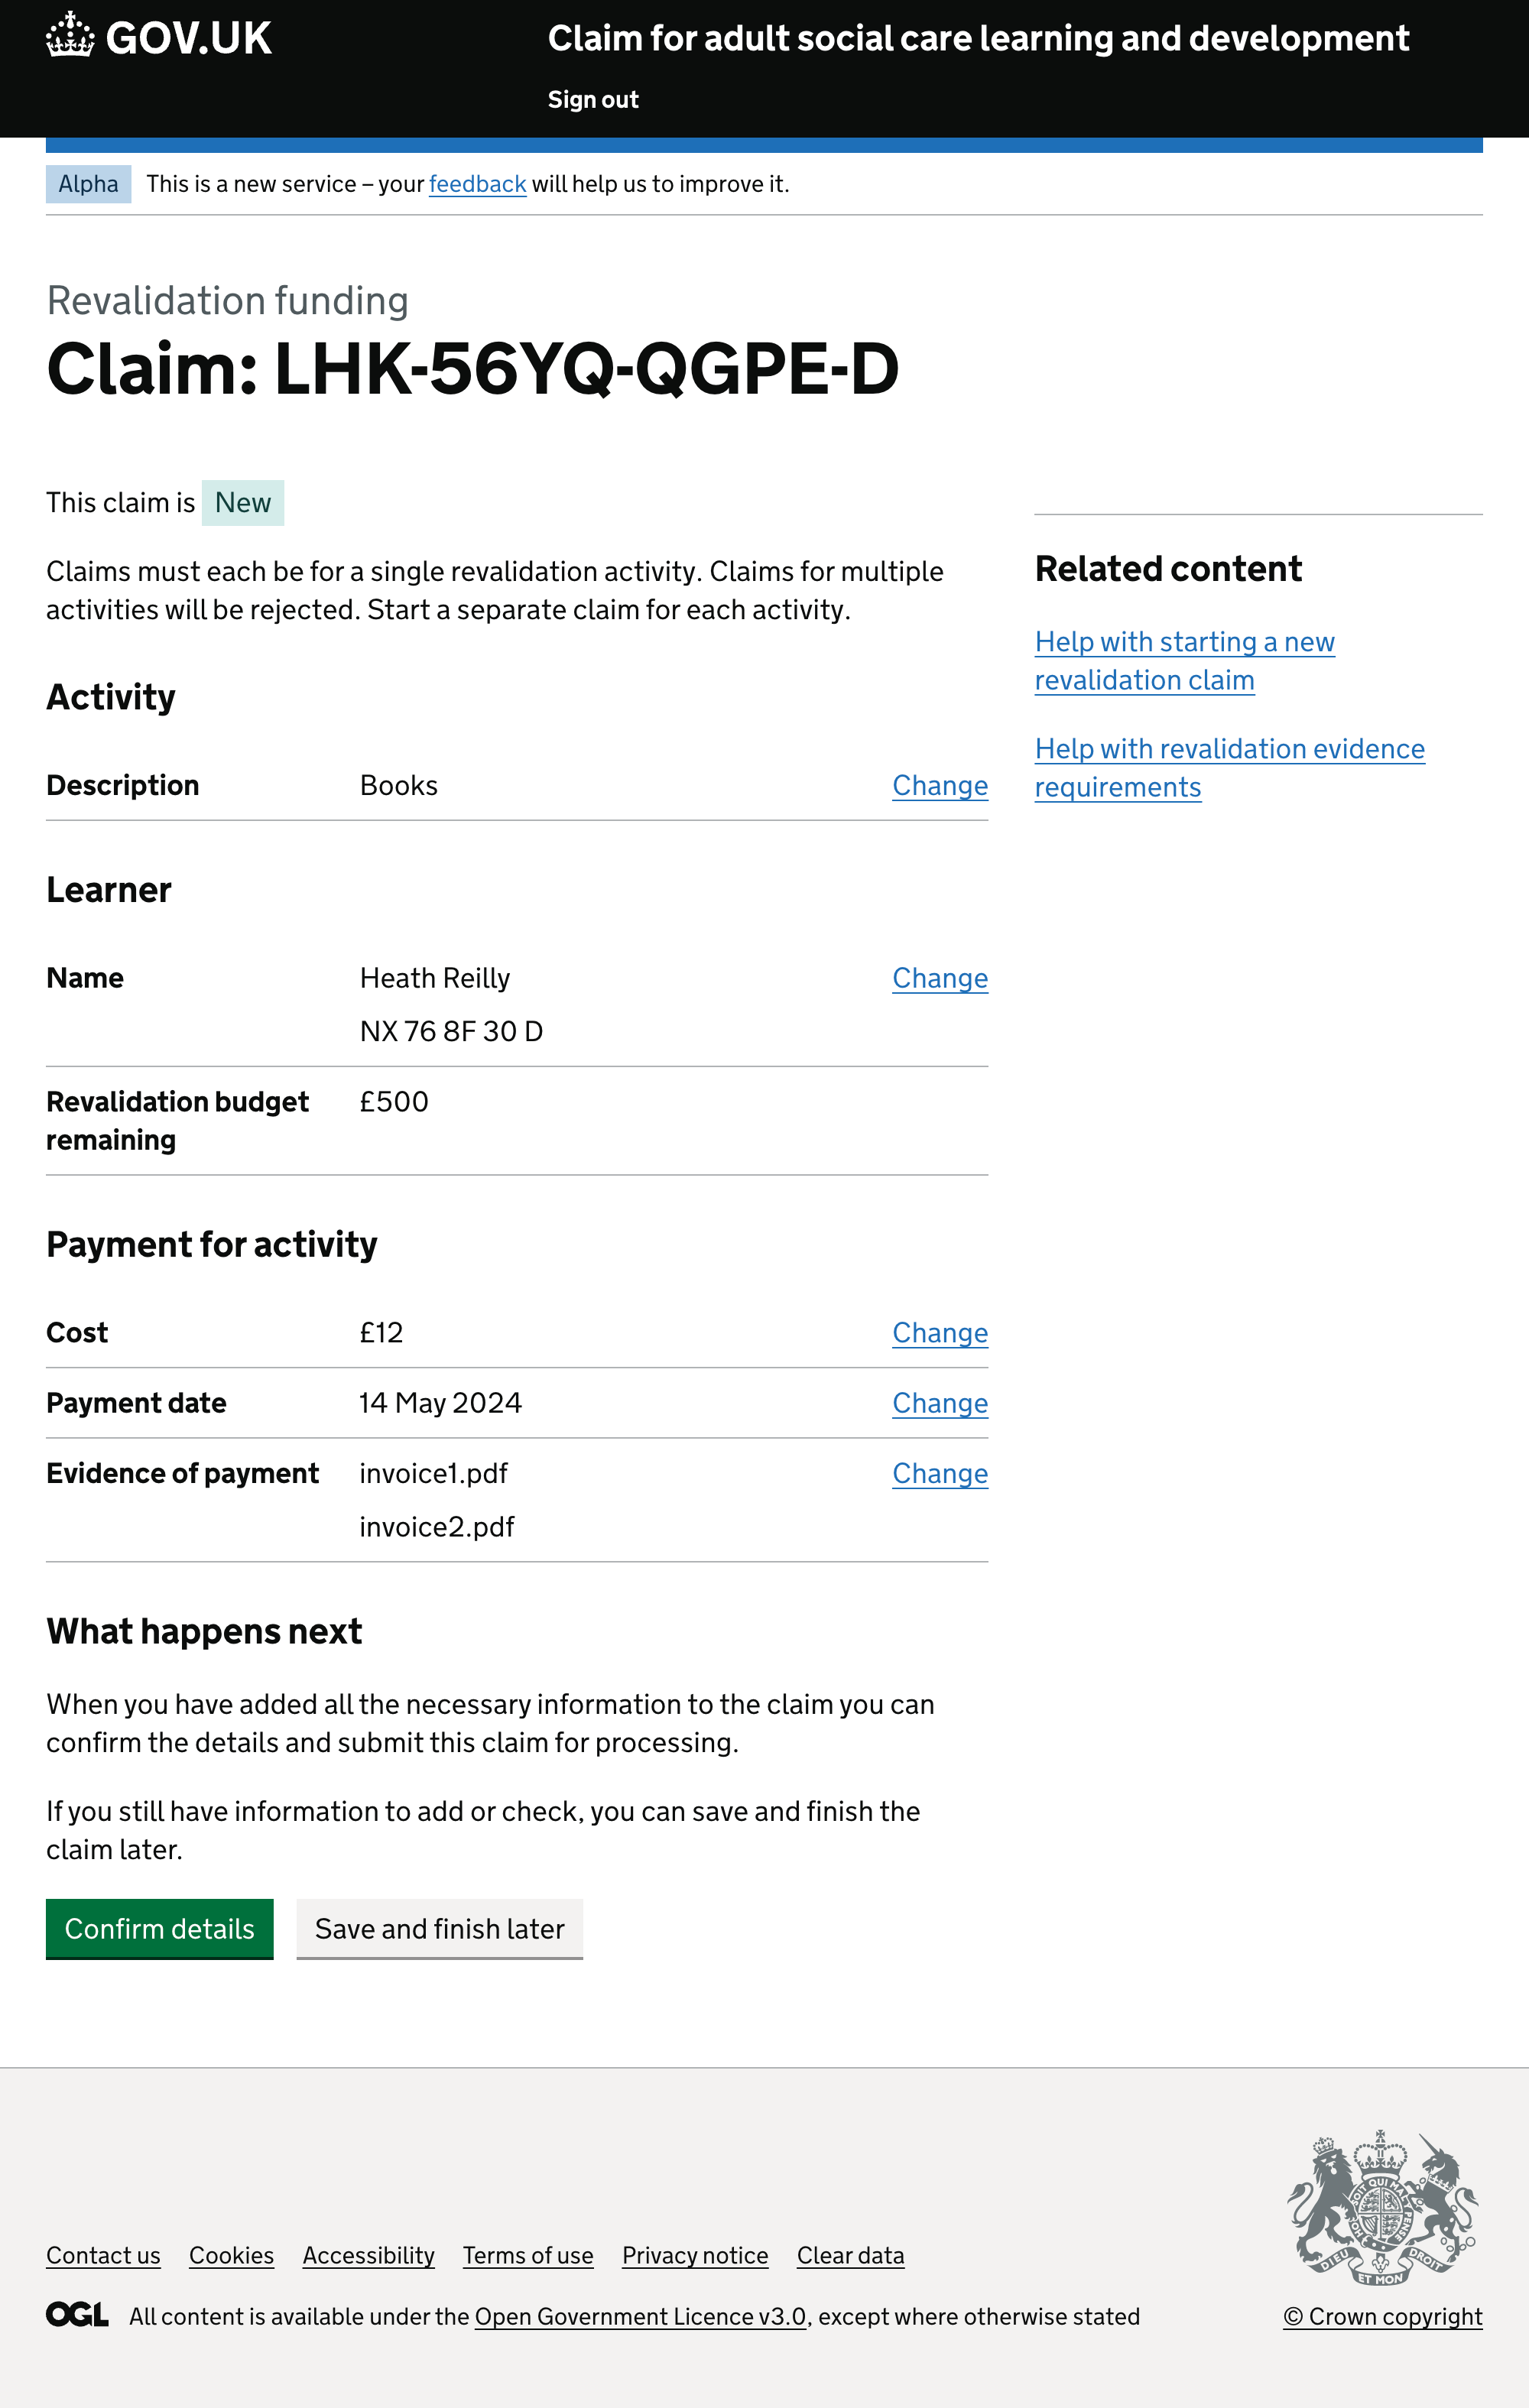 GOV.UK
Claim for adult social care learning and development
Sign out
Alpha This is a new service – your feedback will help us to improve it.
Revalidation funding
Claim: LHK-56YQ-QGPE-D
This claim is New
Claims must each be for a single revalidation activity. Claims for multiple
activities will be rejected. Start a separate claim for each activity.
Activity
Description Books Change
Learner
Name Heath Reilly Change
NX 76 8F 30 D
Revalidation budget £500
remaining
Payment for activity
Cost £12 Change
Payment date 14 May 2024 Change
Evidence of payment invoice1.pdf Change
invoice2.pdf
What happens next
When you have added all the necessary information to the claim you can
confirm the details and submit this claim for processing.
If you still have information to add or check, you can save and finish the
claim later.
Confirm details Save and finish later
Related content
Help with starting a new
revalidation claim
Help with revalidation evidence
requirements
DIEU ET MON DROIT
Contact us Cookies Accessibility Terms of use Privacy notice Clear data
OGL All content is available under the Open Government Licence v3.0, except where otherwise stated
© Crown copyright